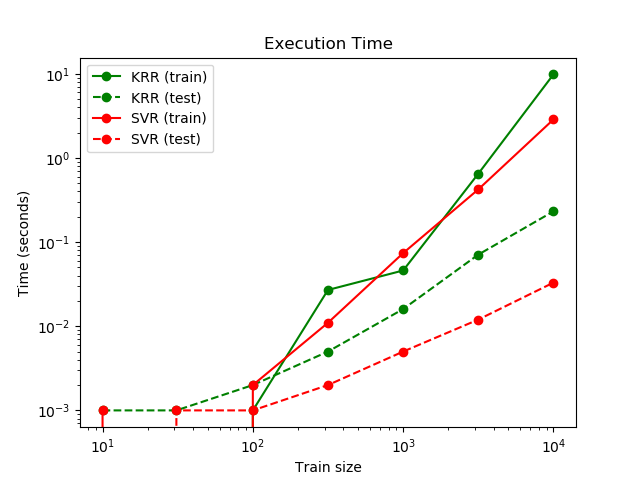 Execution Time
KRR (train)
KRR (test)
SVR (train)
SVR (test)
Time (seconds)
10¹
10⁰
10⁻¹
10⁻²
10⁻³
10¹ 10² 10³ 10⁴
Train size